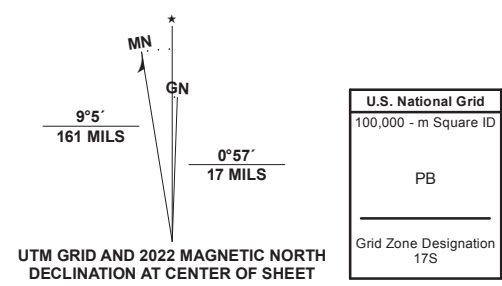 ★
MN
GN
9°5´
161 MILS
0°57´
17 MILS
UTM GRID AND 2022 MAGNETIC NORTH
DECLINATION AT CENTER OF SHEET
U.S. National Grid
100,000 - m Square ID
PB
Grid Zone Designation
17S